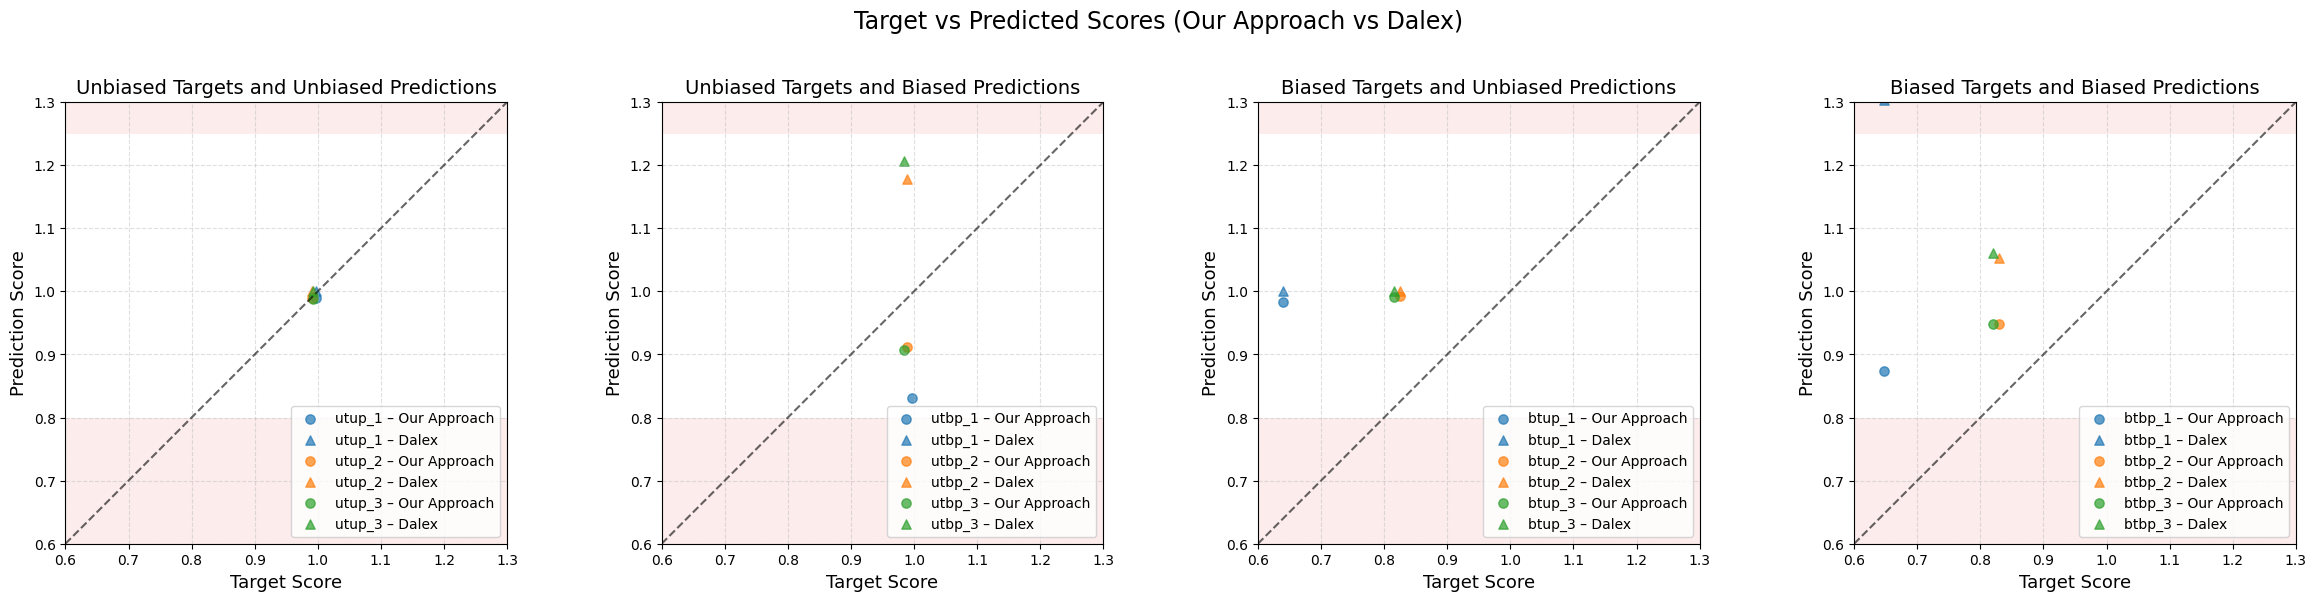 Target vs Predicted Scores (Our Approach vs Dalex)
Unbiased Targets and Unbiased Predictions
1.3
1.2
1.1
1.0
0.9
0.8
0.7
0.6
Prediction Score
0.6 0.7 0.8 0.9 1.0 1.1 1.2 1.3
Target Score
utup_1 – Our Approach
utup_1 – Dalex
utup_2 – Our Approach
utup_2 – Dalex
utup_3 – Our Approach
utup_3 – Dalex
Unbiased Targets and Biased Predictions
1.3
1.2
1.1
1.0
0.9
0.8
0.7
0.6
Prediction Score
0.6 0.7 0.8 0.9 1.0 1.1 1.2 1.3
Target Score
utbp_1 – Our Approach
utbp_1 – Dalex
utbp_2 – Our Approach
utbp_2 – Dalex
utbp_3 – Our Approach
utbp_3 – Dalex
Biased Targets and Unbiased Predictions
1.3
1.2
1.1
1.0
0.9
0.8
0.7
0.6
Prediction Score
0.6 0.7 0.8 0.9 1.0 1.1 1.2 1.3
Target Score
btup_1 – Our Approach
btup_1 – Dalex
btup_2 – Our Approach
btup_2 – Dalex
btup_3 – Our Approach
btup_3 – Dalex
Biased Targets and Biased Predictions
1.3
1.2
1.1
1.0
0.9
0.8
0.7
0.6
Prediction Score
0.6 0.7 0.8 0.9 1.0 1.1 1.2 1.3
Target Score
btbp_1 – Our Approach
btbp_1 – Dalex
btbp_2 – Our Approach
btbp_2 – Dalex
btbp_3 – Our Approach
btbp_3 – Dalex